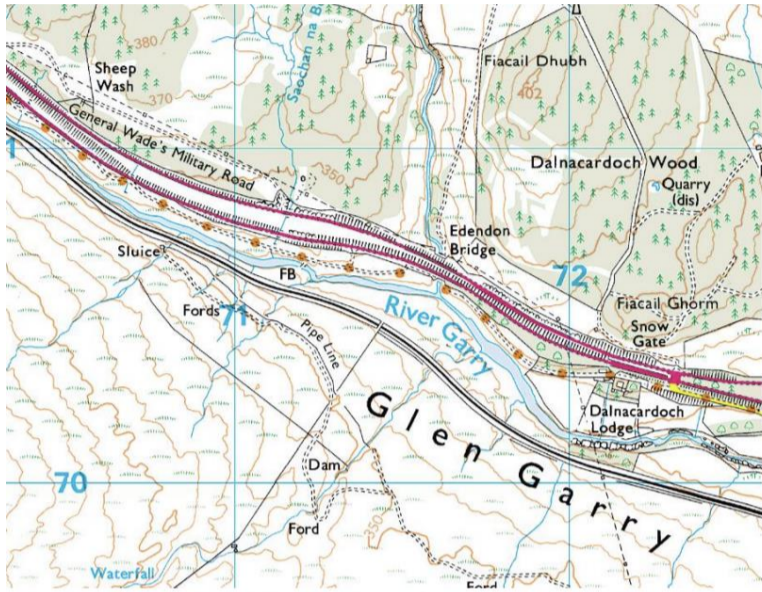 380
Sheep
Wash
370
Saochan na B
Fiacail Dhubh
402
General Wade's Military Road
350
Dalnacardoch Wood
Quarry
(dis)
1
Edendon
Bridge
Sluice
FB
72
Fiacail Ghorm
Snow
Gate
Fords
71
Pipe Line
River Garry
Dalnacardoch
Lodge
Glen Garry
70
Dam
Ford
350
Waterfall
Ford